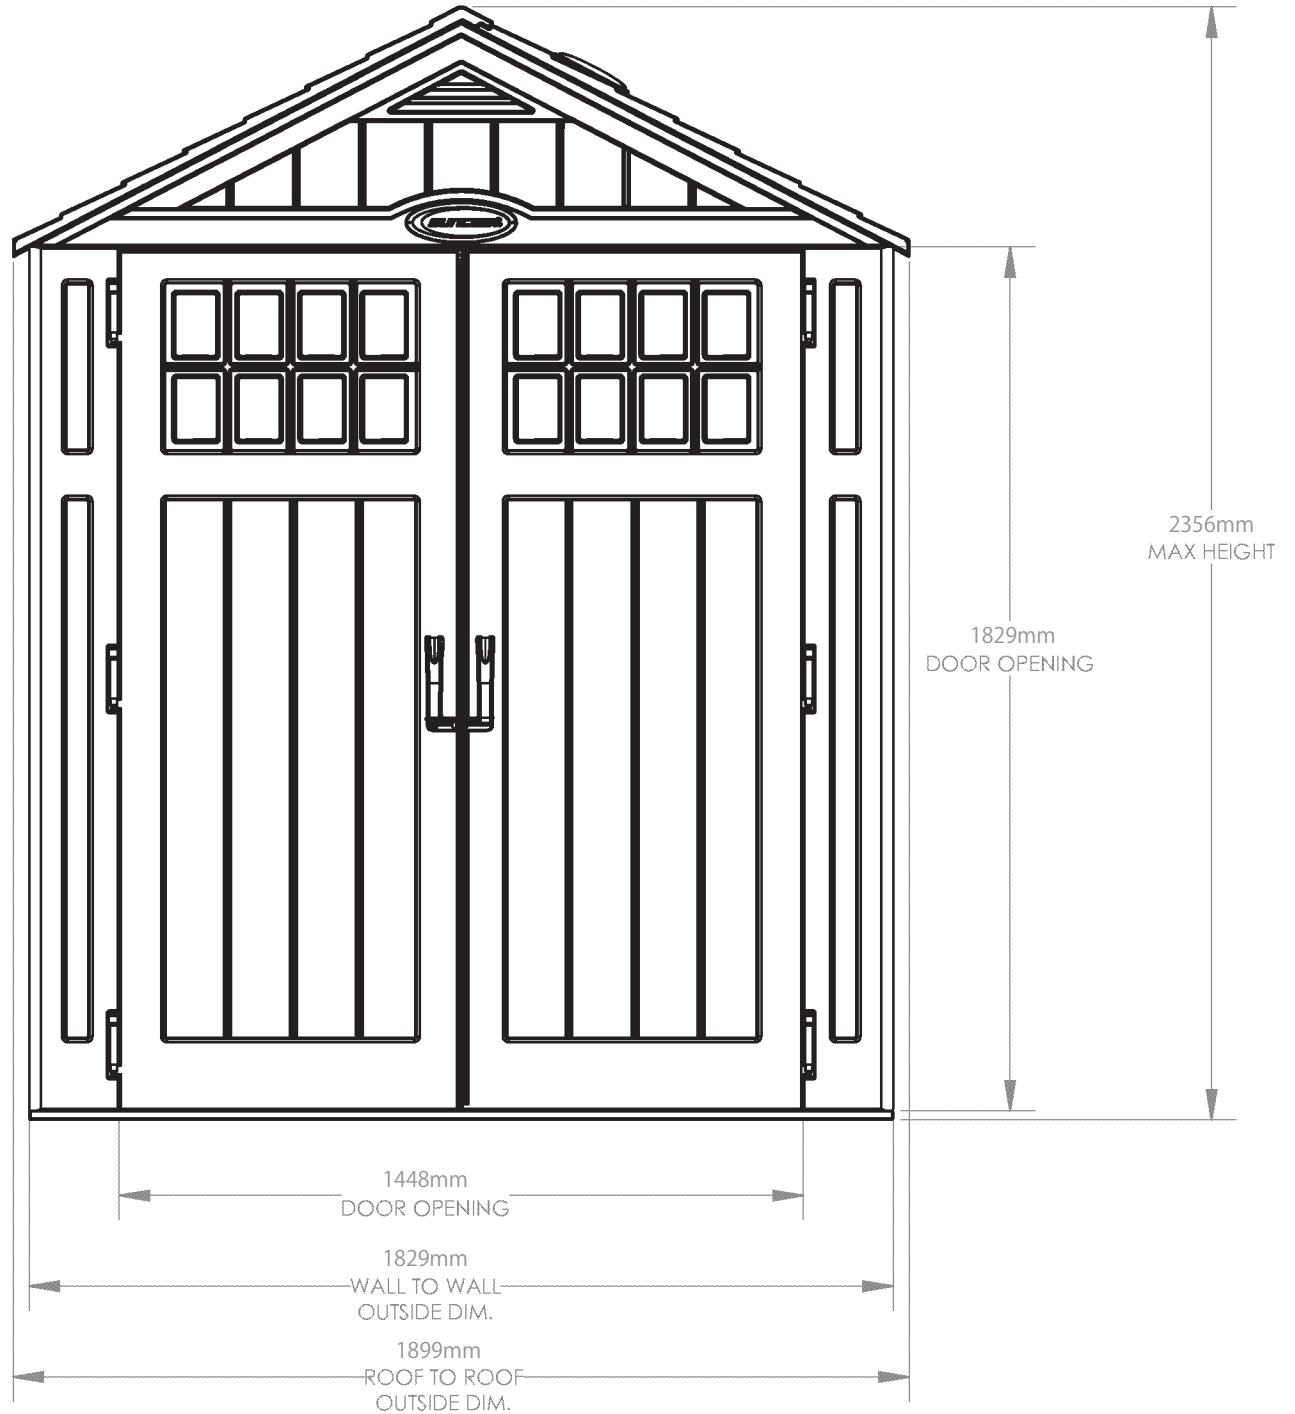 2356mm
MAX HEIGHT
1829mm
DOOR OPENING
1448mm
DOOR OPENING
1829mm
WALL TO WALL
OUTSIDE DIM.
1899mm
ROOF TO ROOF
OUTSIDE DIM.